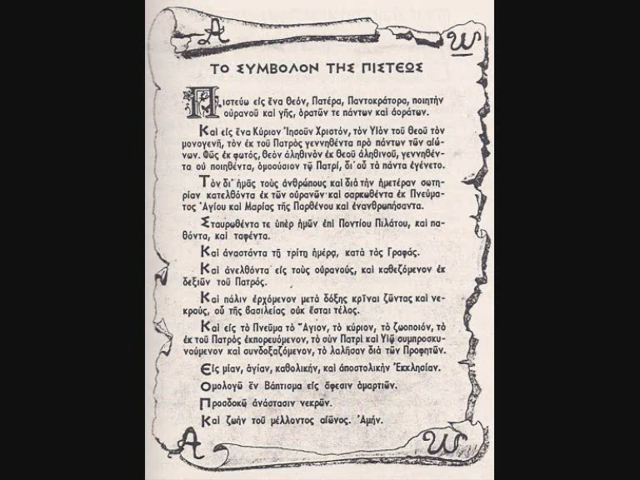 Α ω
ΤΟ ΣΥΜΒΟΛΟΝ ΤΗΣ ΠΙΣΤΕΩΣ
Πιστεύω εἰς ἕνα Θεόν, Πατέρα, Παντοκράτορα, ποιητὴν
οὐρανοῦ καὶ γῆς, ὁρατῶν τε πάντων καὶ ἀοράτων.
Καὶ εἰς ἕνα Κύριον Ἰησοῦν Χριστόν, τὸν Υἱὸν τοῦ Θεοῦ τὸν
μονογενῆ, τὸν ἐκ τοῦ Πατρὸς γεννηθέντα πρὸ πάντων τῶν αἰώ-
νων. Φῶς ἐκ φωτός, θεὸν ἀληθινὸν ἐκ Θεοῦ ἀληθινοῦ, γεννηθέν-
τα οὐ ποιηθέντα, ὁμοούσιον τῷ Πατρί, δι' οὗ τὰ πάντα ἐγένετο.
Τὸν δι' ἡμᾶς τοὺς ἀνθρώπους καὶ διὰ τὴν ἡμετέραν σωτη-
ρίαν κατελθόντα ἐκ τῶν οὐρανῶν καὶ σαρκωθέντα ἐκ Πνεύμα-
τος Ἁγίου καὶ Μαρίας τῆς Παρθένου καὶ ἐνανθρωπήσαντα.
Σταυρωθέντα τε ὑπὲρ ἡμῶν ἐπὶ Ποντίου Πιλάτου, καὶ πα-
θόντα, καὶ ταφέντα.
Καὶ ἀναστάντα τῇ τρίτῃ ἡμέρᾳ, κατὰ τὰς Γραφάς.
Καὶ ἀνελθόντα εἰς τοὺς οὐρανούς, καὶ καθεζόμενον ἐκ
δεξιῶν τοῦ Πατρός.
Καὶ πάλιν ἐρχόμενον μετὰ δόξης κρῖναι ζῶντας καὶ νε-
κρούς, οὗ τῆς βασιλείας οὐκ ἔσται τέλος.
Καὶ εἰς τὸ Πνεῦμα τὸ Ἅγιον, τὸ κύριον, τὸ ζωοποιόν, τὸ
ἐκ τοῦ Πατρὸς ἐκπορευόμενον, τὸ σὺν Πατρὶ καὶ Υἱῷ συμπροσκυ-
νούμενον καὶ συνδοξαζόμενον, τὸ λαλῆσαν διὰ τῶν Προφητῶν.
Εἰς μίαν, ἁγίαν, καθολικήν, καὶ ἀποστολικὴν Ἐκκλησίαν.
Ὁμολογῶ ἓν Βάπτισμα εἰς ἄφεσιν ἁμαρτιῶν.
Προσδοκῶ ἀνάστασιν νεκρῶν.
Καὶ ζωὴν τοῦ μέλλοντος αἰῶνος. Ἀμήν.
Α ω